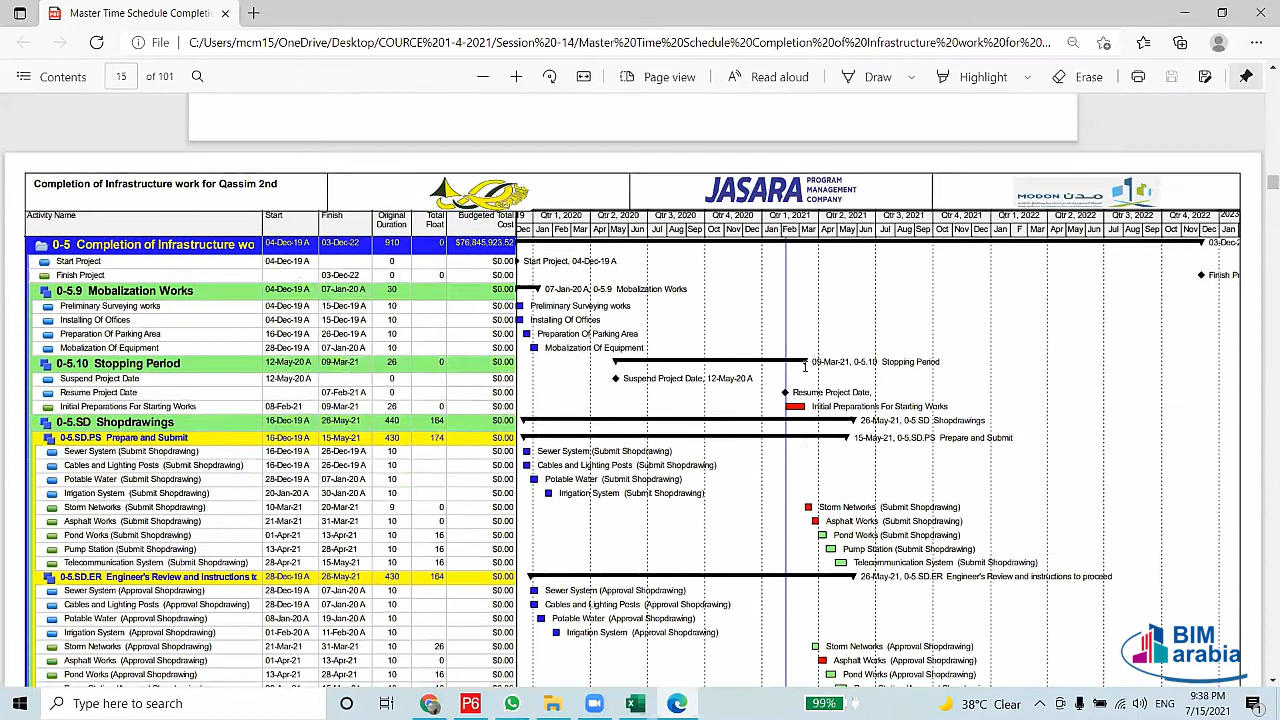 Master Time Schedule Completi
C:/Users/mcm15/OneDrive/Desktop/COURCE%201-4-2021/Session%20-14/Master%20Time%20Schedule%20Completion%20of%20Infrastructure%20work%20for%20...
Contents 15 of 101 Page view Read aloud Draw Highlight Erase
Completion of Infrastructure work for Qassim 2nd JASARA PROGRAM MANAGEMENT COMPANY MODON مدن
Activity Name Start Finish Original Duration Total Float Budgeted Total Cost
19 Qtr 1, 2020 Qtr 2, 2020 Qtr 3, 2020 Qtr 4, 2020 Qtr 1, 2021 Qtr 2, 2021 Qtr 3, 2021 Qtr 4, 2021 Qtr 1, 2022 Qtr 2, 2022 Qtr 3, 2022 Qtr 4, 2022 2023
Dec Jan Feb Mar Apr May Jun Jul Aug Sep Oct Nov Dec Jan Feb Mar Apr May Jun Jul Aug Sep Oct Nov Dec Jan F Mar Apr May Jun Jul Aug Sep Oct Nov Dec Jan
0-5 Completion of Infrastructure wo 04-Dec-19 A 03-Dec-22 910 0 $76,845,923.52 03-Dec-2
Start Project 04-Dec-19 A 0 $0.00 Start Project, 04-Dec-19 A
Finish Project 03-Dec-22 0 0 $0.00 Finish Pr
0-5.9 Mobalization Works 04-Dec-19 A 07-Jan-20 A 30 $0.00 07-Jan-20 A, 0-5.9 Mobalization Works
Preliminary Surveying works 04-Dec-19 A 15-Dec-19 A 10 $0.00 Preliminary Surveying works
Installing Of Offices 04-Dec-19 A 15-Dec-19 A 10 $0.00 Installing Of Offices
Preparation Of Parking Area 16-Dec-19 A 26-Dec-19 A 10 $0.00 Preparation Of Parking Area
Mobalization Of Equipment 28-Dec-19 A 07-Jan-20 A 10 $0.00 Mobalization Of Equipment
0-5.10 Stopping Period 12-May-20 A 09-Mar-21 26 0 $0.00 09-Mar-21, 0-5.10 Stopping Period
Suspend Project Date 12-May-20 A 0 $0.00 Suspend Project Date, 12-May-20 A
Resume Project Date 07-Feb-21 A 0 $0.00 Resume Project Date,
Initial Preparations For Starting Works 08-Feb-21 09-Mar-21 26 0 $0.00 Initial Preparations For Starting Works
0-5.SD Shopdrawings 16-Dec-19 A 26-May-21 440 164 $0.00 26-May-21, 0-5.SD Shopdrawings
0-5.SD.PS Prepare and Submit 16-Dec-19 A 15-May-21 430 174 $0.00 15-May-21, 0-5.SD.PS Prepare and Submit
Sewer System (Submit Shopdrawing) 16-Dec-19 A 26-Dec-19 A 10 $0.00 Sewer System (Submit Shopdrawing)
Cables and Lighting Posts (Submit Shopdrawing) 16-Dec-19 A 26-Dec-19 A 10 $0.00 Cables and Lighting Posts (Submit Shopdrawing)
Potable Water (Submit Shopdrawing) 28-Dec-19 A 07-Jan-20 A 10 $0.00 Potable Water (Submit Shopdrawing)
Irrigation System (Submit Shopdrawing) 20-Jan-20 A 30-Jan-20 A 10 $0.00 Irrigation System (Submit Shopdrawing)
Storm Networks (Submit Shopdrawing) 10-Mar-21 20-Mar-21 9 0 $0.00 Storm Networks (Submit Shopdrawing)
Asphalt Works (Submit Shopdrawing) 21-Mar-21 31-Mar-21 10 0 $0.00 Asphalt Works (Submit Shopdrawing)
Pond Works (Submit Shopdrawing) 01-Apr-21 13-Apr-21 10 16 $0.00 Pond Works (Submit Shopdrawing)
Pump Station (Submit Shopdrawing) 13-Apr-21 28-Apr-21 10 16 $0.00 Pump Station (Submit Shopdrawing)
Telecommunication System (Submit Shopdrawing) 28-Apr-21 15-May-21 10 16 $0.00 Telecommunication System (Submit Shopdrawing)
0-5.SD.ER Engineer's Review and Instructions to 28-Dec-19 A 26-May-21 430 164 $0.00 26-May-21, 0-5.SD.ER Engineer's Review and instructions to proceed
Sewer System (Approval Shopdrawing) 28-Dec-19 A 07-Jan-20 A 10 $0.00 Sewer System (Approval Shopdrawing)
Cables and Lighting Posts (Approval Shopdrawing) 28-Dec-19 A 07-Jan-20 A 10 $0.00 Cables and Lighting Posts (Approval Shopdrawing)
Potable Water (Approval Shopdrawing) 08-Jan-20 A 19-Jan-20 A 10 $0.00 Potable Water (Approval Shopdrawing)
Irrigation System (Approval Shopdrawing) 01-Feb-20 A 11-Feb-20 A 10 $0.00 Irrigation System (Approval Shopdrawing)
Storm Networks (Approval Shopdrawing) 21-Mar-21 31-Mar-21 10 26 $0.00 Storm Networks (Approval Shopdrawing)
Asphalt Works (Approval Shopdrawing) 01-Apr-21 13-Apr-21 10 0 $0.00 Asphalt Works (Approval Shopdrawing)
Pond Works (Approval Shopdrawing) 13-Apr-21 28-Apr-21 10 16 $0.00 Pond Works (Approval Shopdrawing)
BIM
arabia
Type here to search 99% 38°C Clear ENG 9:38 PM
7/15/2021